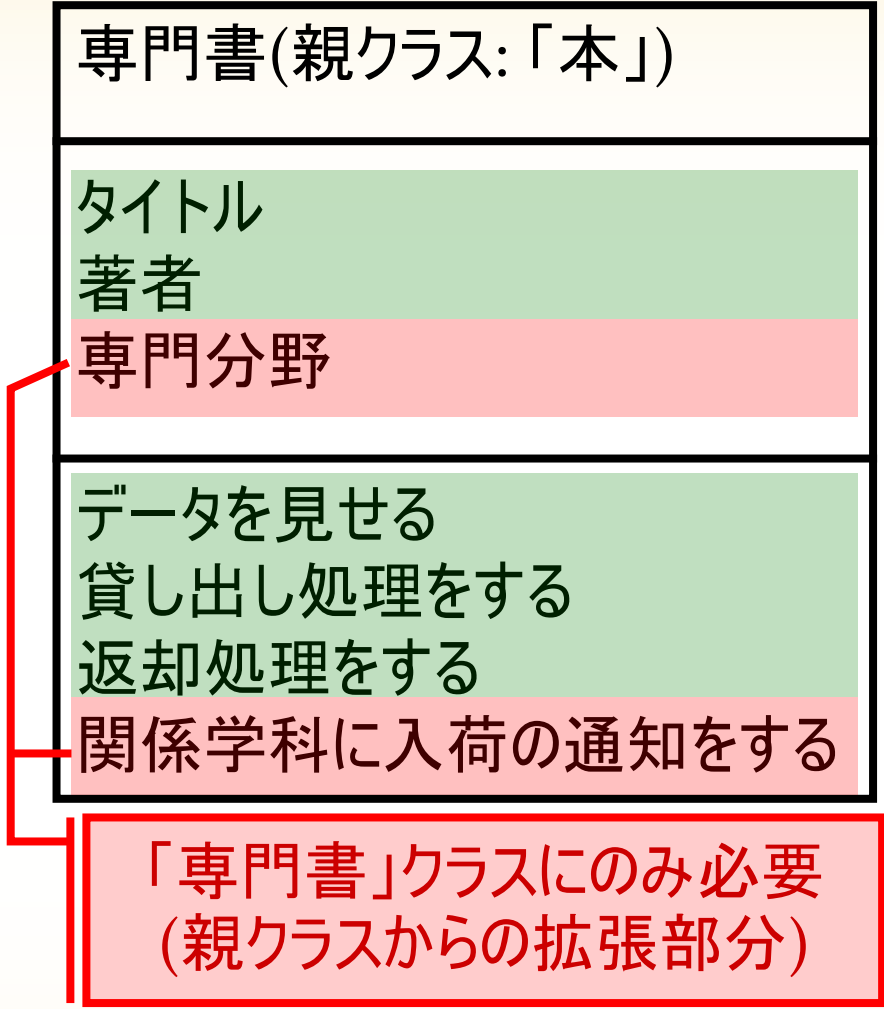 専門書(親クラス:「本」)
タイトル
著者
専門分野
データを見せる
貸し出し処理をする
返却処理をする
関係学科に入荷の通知をする
「専門書」クラスにのみ必要
(親クラスからの拡張部分)